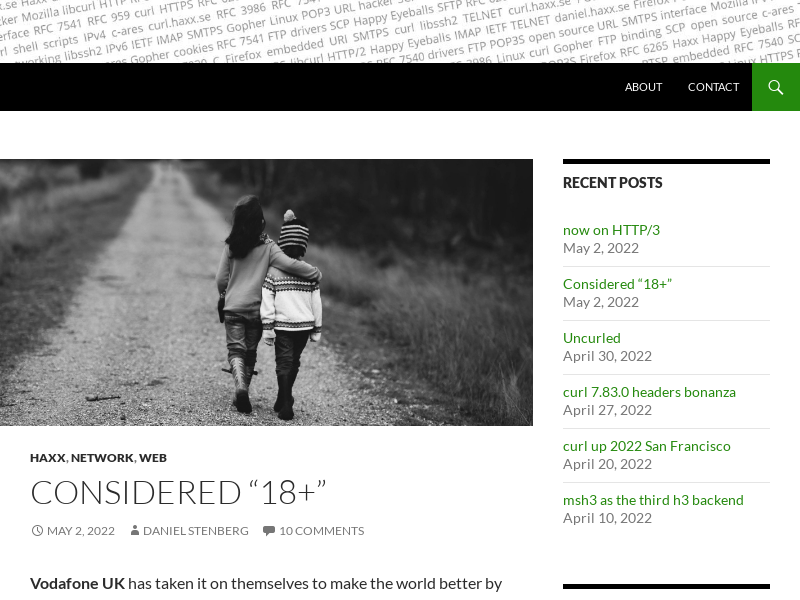 ABOUT
CONTACT
HAXX, NETWORK, WEB
CONSIDERED “18+”
MAY 2, 2022 DANIEL STENBERG 10 COMMENTS
Vodafone UK has taken it on themselves to make the world better by
RECENT POSTS
now on HTTP/3
May 2, 2022
Considered “18+”
May 2, 2022
Uncurled
April 30, 2022
curl 7.83.0 headers bonanza
April 27, 2022
curl up 2022 San Francisco
April 20, 2022
msh3 as the third h3 backend
April 10, 2022